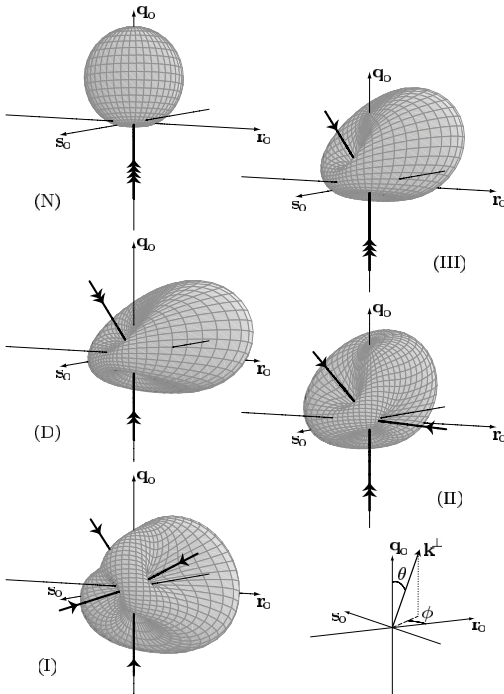 q₀
s₀
r₀
(N)
q₀
s₀
r₀
(III)
q₀
s₀
r₀
(D)
q₀
s₀
r₀
(II)
q₀
s₀
r₀
(I)
q₀
k⊥
θ
s₀
ϕ
r₀